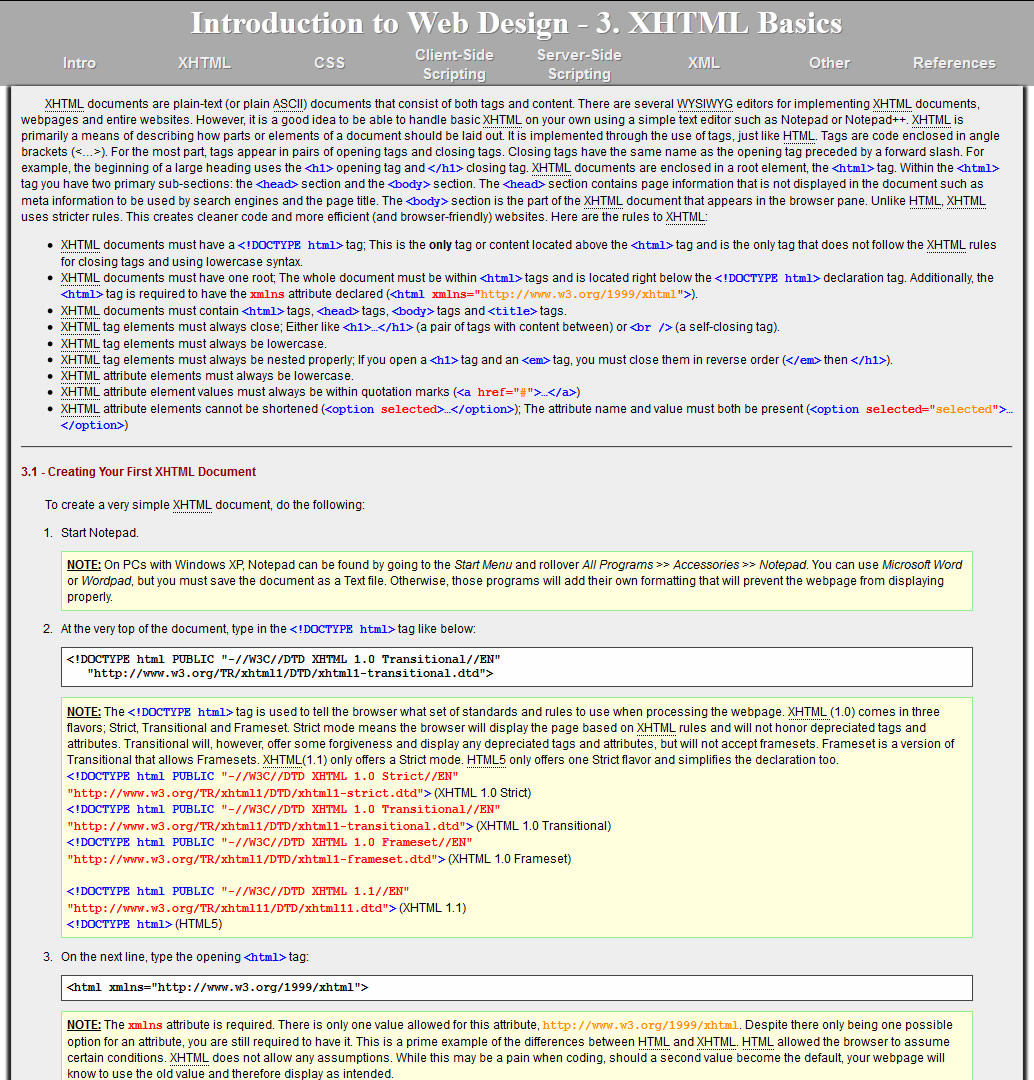 Introduction to Web Design - 3. XHTML Basics
Intro XHTML CSS Client-Side Scripting Server-Side Scripting XML Other References
XHTML documents are plain-text (or plain ASCII) documents that consist of both tags and content. There are several WYSIWYG editors for implementing XHTML documents,
webpages and entire websites. However, it is a good idea to be able to handle basic XHTML on your own using a simple text editor such as Notepad or Notepad++. XHTML is
primarily a means of describing how parts or elements of a document should be laid out. It is implemented through the use of tags, just like HTML. Tags are code enclosed in angle
brackets (<...>). For the most part, tags appear in pairs of opening tags and closing tags. Closing tags have the same name as the opening tag preceded by a forward slash. For
example, the beginning of a large heading uses the <h1> opening tag and </h1> closing tag. XHTML documents are enclosed in a root element, the <html> tag. Within the <html>
tag you have two primary sub-sections: the <head> section and the <body> section. The <head> section contains page information that is not displayed in the document such as
meta information to be used by search engines and the page title. The <body> section is the part of the XHTML document that appears in the browser pane. Unlike HTML, XHTML
uses stricter rules. This creates cleaner code and more efficient (and browser-friendly) websites. Here are the rules to XHTML:
• XHTML documents must have a <!DOCTYPE html> tag; This is the only tag or content located above the <html> tag and is the only tag that does not follow the XHTML rules
for closing tags and using lowercase syntax.
• XHTML documents must have one root; The whole document must be within <html> tags and is located right below the <!DOCTYPE html> declaration tag. Additionally, the
<html> tag is required to have the xmlns attribute declared (<html xmlns="http://www.w3.org/1999/xhtml">).
• XHTML documents must contain <html> tags, <head> tags, <body> tags and <title> tags.
• XHTML tag elements must always close; Either like <h1>…</h1> (a pair of tags with content between) or <br /> (a self-closing tag).
• XHTML tag elements must always be lowercase.
• XHTML tag elements must always be nested properly; If you open a <h1> tag and an <em> tag, you must close them in reverse order (</em> then </h1>).
• XHTML attribute elements must always be lowercase.
• XHTML attribute element values must always be within quotation marks (<a href="#">…</a>)
• XHTML attribute elements cannot be shortened (<option selected>…</option>); The attribute name and value must both be present (<option selected="selected">…
</option>)
3.1 - Creating Your First XHTML Document
To create a very simple XHTML document, do the following:
1. Start Notepad.
NOTE: On PCs with Windows XP, Notepad can be found by going to the Start Menu and rollover All Programs >> Accessories >> Notepad. You can use Microsoft Word
or Wordpad, but you must save the document as a Text file. Otherwise, those programs will add their own formatting that will prevent the webpage from displaying
properly.
2. At the very top of the document, type in the <!DOCTYPE html> tag like below:
<!DOCTYPE html PUBLIC "-//W3C//DTD XHTML 1.0 Transitional//EN"
"http://www.w3.org/TR/xhtml1/DTD/xhtml1-transitional.dtd">
NOTE: The <!DOCTYPE html> tag is used to tell the browser what set of standards and rules to use when processing the webpage. XHTML (1.0) comes in three
flavors; Strict, Transitional and Frameset. Strict mode means the browser will display the page based on XHTML rules and will not honor depreciated tags and
attributes. Transitional will, however, offer some forgiveness and display any depreciated tags and attributes, but will not accept framesets. Frameset is a version of
Transitional that allows Framesets. XHTML(1.1) only offers a Strict mode. HTML5 only offers one Strict flavor and simplifies the declaration too.
<!DOCTYPE html PUBLIC "-//W3C//DTD XHTML 1.0 Strict//EN"
"http://www.w3.org/TR/xhtml1/DTD/xhtml1-strict.dtd"> (XHTML 1.0 Strict)
<!DOCTYPE html PUBLIC "-//W3C//DTD XHTML 1.0 Transitional//EN"
"http://www.w3.org/TR/xhtml1/DTD/xhtml1-transitional.dtd"> (XHTML 1.0 Transitional)
<!DOCTYPE html PUBLIC "-//W3C//DTD XHTML 1.0 Frameset//EN"
"http://www.w3.org/TR/xhtml1/DTD/xhtml1-frameset.dtd"> (XHTML 1.0 Frameset)
<!DOCTYPE html PUBLIC "-//W3C//DTD XHTML 1.1//EN"
"http://www.w3.org/TR/xhtml11/DTD/xhtml11.dtd"> (XHTML 1.1)
<!DOCTYPE html> (HTML5)
3. On the next line, type the opening <html> tag:
<html xmlns="http://www.w3.org/1999/xhtml">
NOTE: The xmlns attribute is required. There is only one value allowed for this attribute, http://www.w3.org/1999/xhtml. Despite there only being one possible
option for an attribute, you are still required to have it. This is a prime example of the differences between HTML and XHTML. HTML allowed the browser to assume
certain conditions. XHTML does not allow any assumptions. While this may be a pain when coding, should a second value become the default, your webpage will
know to use the old value and therefore display as intended.